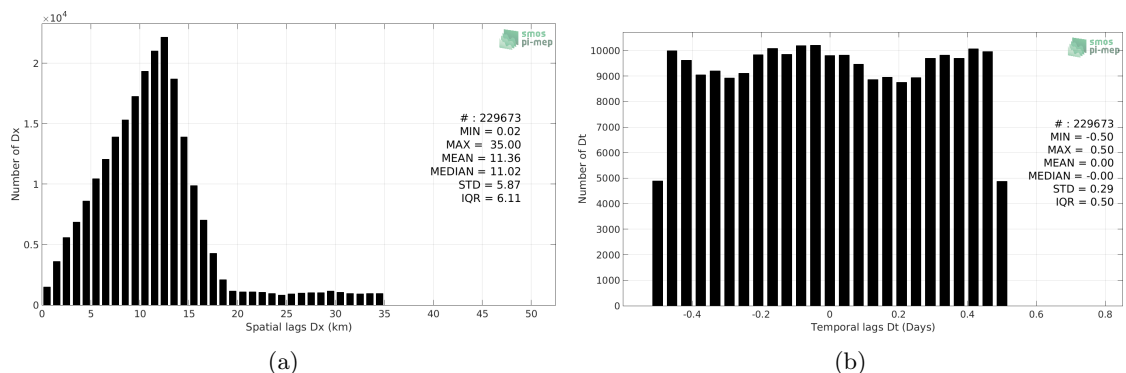 ×10⁴
2
1.5
1
0.5
0
Number of Dx
0 5 10 15 20 25 30 35 40 45 50
Spatial lags Dx (km)
smos
pi-mep
# : 229673
MIN = 0.02
MAX = 35.00
MEAN = 11.36
MEDIAN = 11.02
STD = 5.87
IQR = 6.11
(a)
10000
9000
8000
7000
6000
5000
4000
3000
2000
1000
0
Number of Dt
-0.4 -0.2 0 0.2 0.4 0.6 0.8
Temporal lags Dt (Days)
smos
pi-mep
# : 229673
MIN = -0.50
MAX = 0.50
MEAN = 0.00
MEDIAN = -0.00
STD = 0.29
IQR = 0.50
(b)